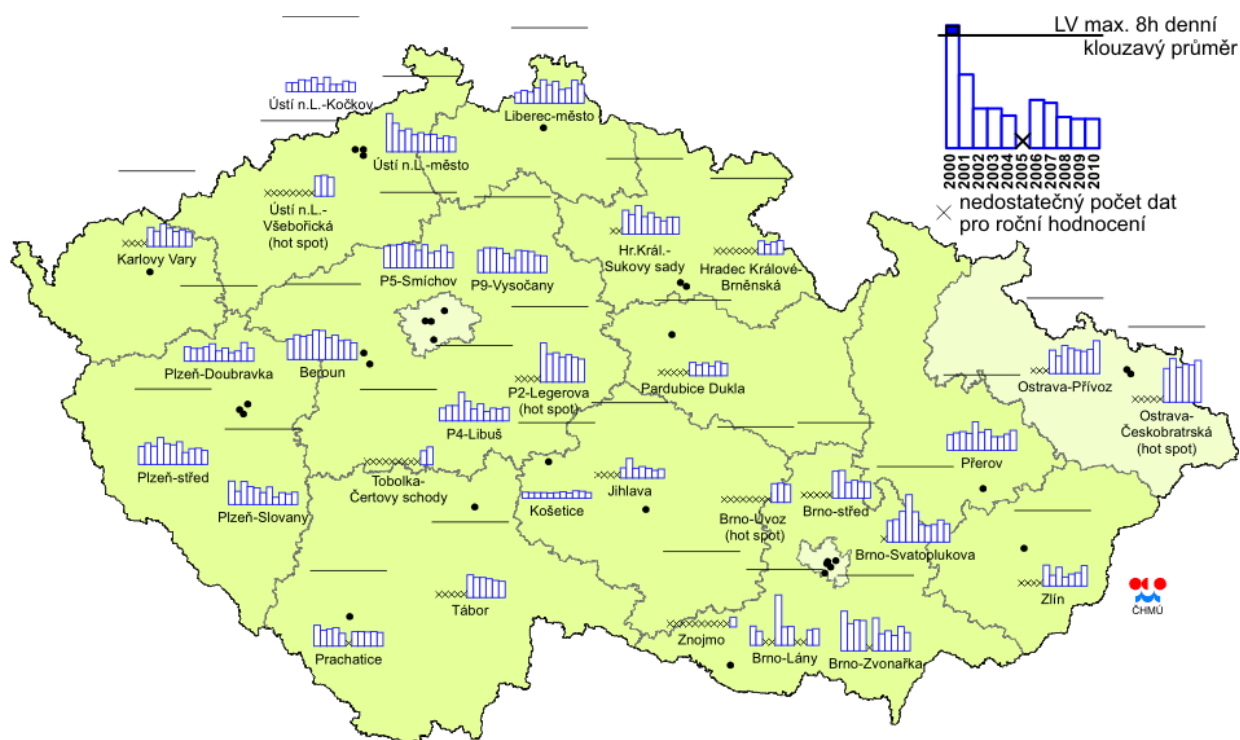 LV max. 8h denní
klouzavý průměr
2000
2001
2002
2003
2004
2005
2006
2007
2008
2009
2010
nedostatečný počet dat
pro roční hodnocení
Ústí n.L.-Kočkov
Liberec-město
Ústí n.L.-město
Ústí n.L.-
Všebořická
(hot spot)
Karlovy Vary
P5-Smíchov
P9-Vysočany
Hr.Král.-
Sukovy sady
Hradec Králové-
Brněnská
Plzeň-Doubravka
Beroun
P2-Legerova
(hot spot)
Pardubice Dukla
Ostrava-Přívoz
Ostrava-
Českobratrská
(hot spot)
P4-Libuš
Plzeň-střed
Tobolka-
Čertovy schody
Plzeň-Slovany
Košetice
Jihlava
Brno-Úvoz
(hot spot)
Brno-střed
Přerov
Brno-Svatoplukova
Tábor
Zlín
ČHMÚ
Prachatice
Znojmo
Brno-Lány
Brno-Zvonařka